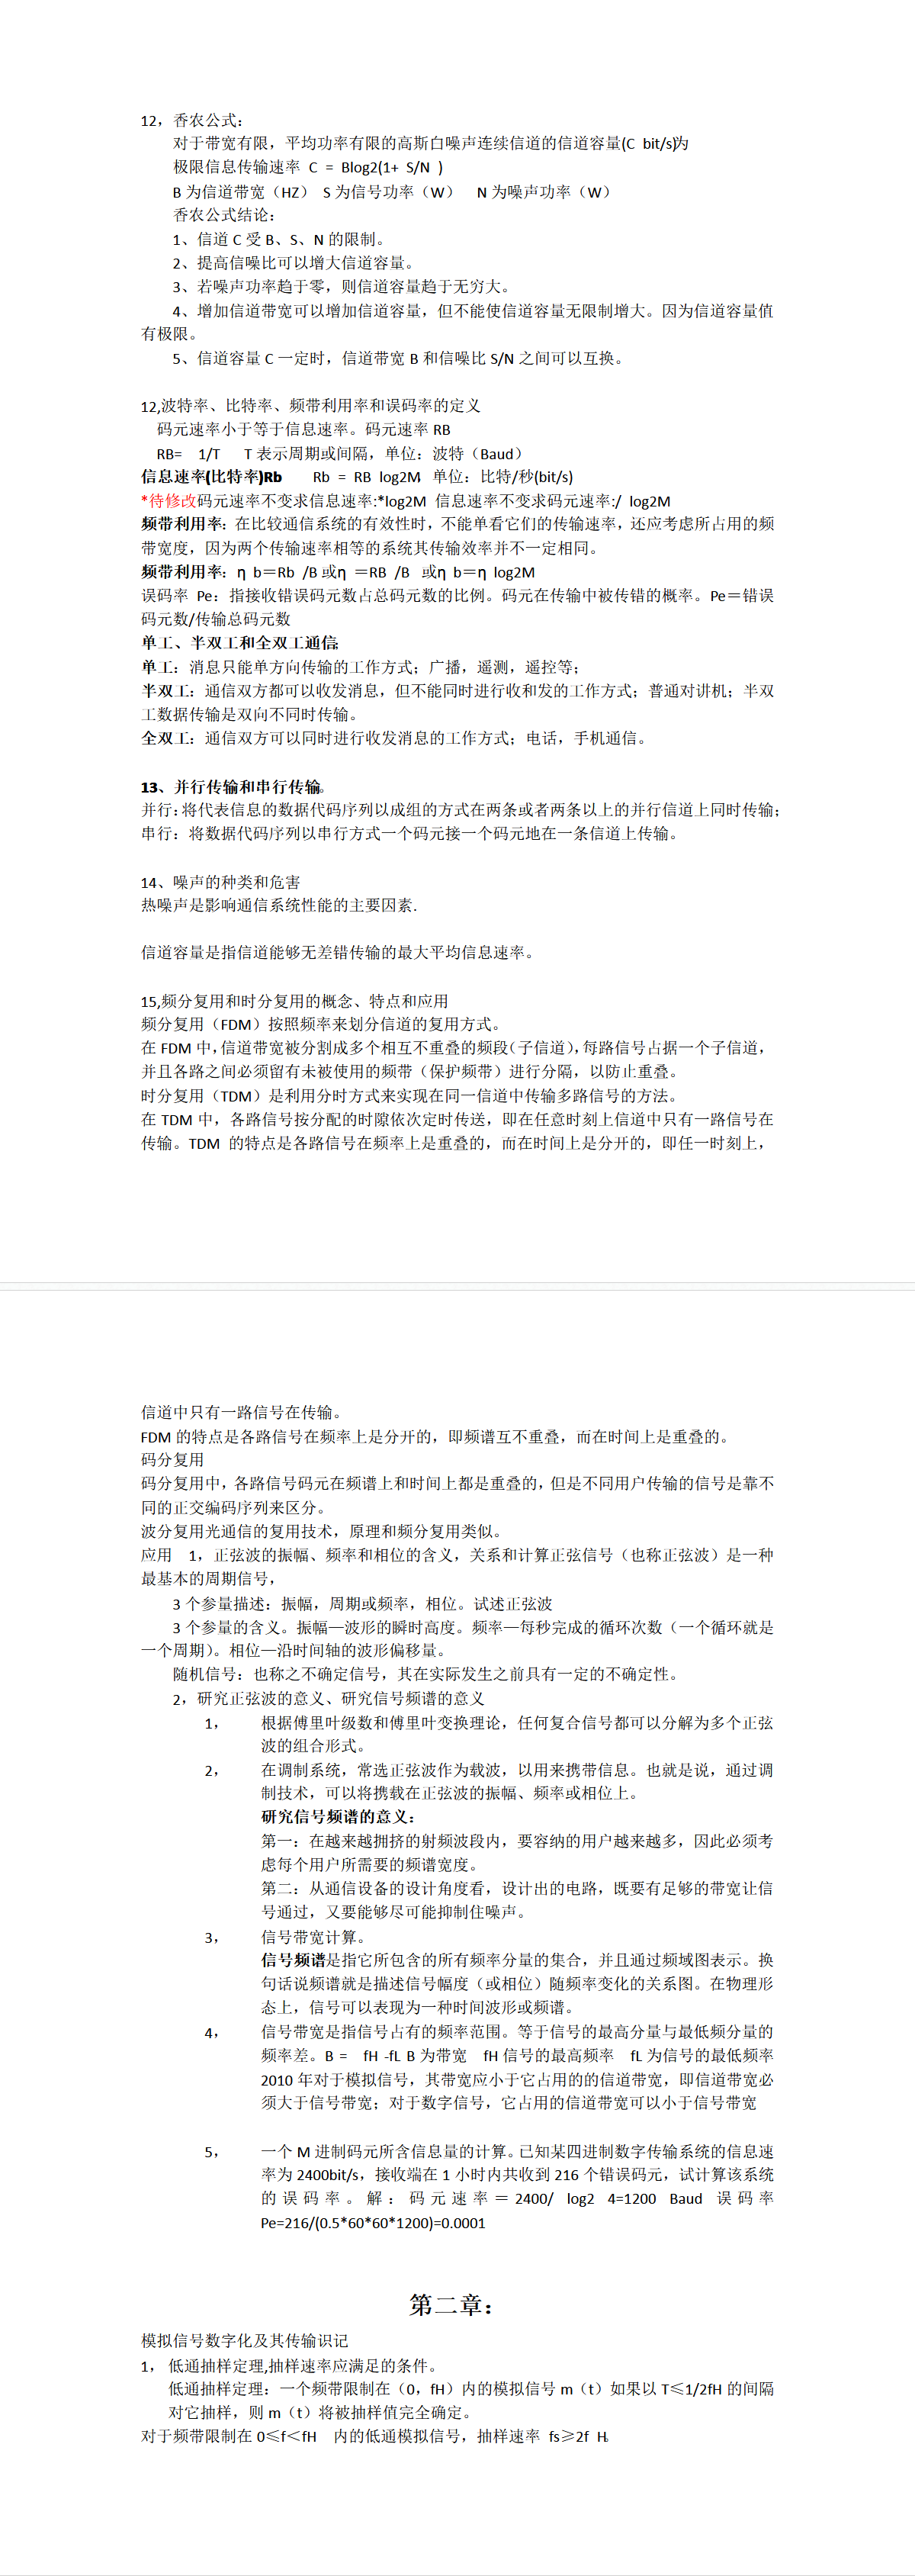 12，香农公式：
对于带宽有限，平均功率有限的高斯白噪声连续信道的信道容量(C bit/s)为
极限信息传输速率 C = Blog2(1+ S/N )
B 为信道带宽（HZ） S 为信号功率（W） N 为噪声功率（W）
香农公式结论：
1、信道 C 受 B、S、N 的限制。
2、提高信噪比可以增大信道容量。
3、若噪声功率趋于零，则信道容量趋于无穷大。
4、增加信道带宽可以增加信道容量，但不能使信道容量无限制增大。因为信道容量值
有极限。
5、信道容量 C 一定时，信道带宽 B 和信噪比 S/N 之间可以互换。
12,波特率、比特率、频带利用率和误码率的定义
码元速率小于等于信息速率。码元速率 RB
RB= 1/T T 表示周期或间隔，单位：波特（Baud）
信息速率(比特率)Rb Rb = RB log2M 单位：比特/秒(bit/s)
*待修改码元速率不变求信息速率:*log2M 信息速率不变求码元速率:/ log2M
频带利用率：在比较通信系统的有效性时，不能单看它们的传输速率，还应考虑所占用的频
带宽度，因为两个传输速率相等的系统其传输效率并不一定相同。
频带利用率：η b＝Rb /B 或η ＝RB /B 或η b＝η log2M
误码率 Pe：指接收错误码元数占总码元数的比例。码元在传输中被传错的概率。Pe＝错误
码元数/传输总码元数
单工、半双工和全双工通信；
单工：消息只能单方向传输的工作方式；广播，遥测，遥控等；
半双工：通信双方都可以收发消息，但不能同时进行收和发的工作方式；普通对讲机；半双
工数据传输是双向不同时传输。
全双工：通信双方可以同时进行收发消息的工作方式；电话，手机通信。
13、并行传输和串行传输。
并行：将代表信息的数据代码序列以成组的方式在两条或者两条以上的并行信道上同时传输；
串行：将数据代码序列以串行方式一个码元接一个码元地在一条信道上传输。
14、噪声的种类和危害
热噪声是影响通信系统性能的主要因素.
信道容量是指信道能够无差错传输的最大平均信息速率。
15,频分复用和时分复用的概念、特点和应用
频分复用（FDM）按照频率来划分信道的复用方式。
在 FDM 中，信道带宽被分割成多个相互不重叠的频段（子信道），每路信号占据一个子信道，
并且各路之间必须留有未被使用的频带（保护频带）进行分隔，以防止重叠。
时分复用（TDM）是利用分时方式来实现在同一信道中传输多路信号的方法。
在 TDM 中，各路信号按分配的时隙依次定时传送，即在任意时刻上信道中只有一路信号在
传输。TDM 的特点是各路信号在频率上是重叠的，而在时间上是分开的，即任一时刻上，
信道中只有一路信号在传输。
FDM 的特点是各路信号在频率上是分开的，即频谱互不重叠，而在时间上是重叠的。
码分复用
码分复用中，各路信号码元在频谱上和时间上都是重叠的，但是不同用户传输的信号是靠不
同的正交编码序列来区分。
波分复用光通信的复用技术，原理和频分复用类似。
应用 1，正弦波的振幅、频率和相位的含义，关系和计算正弦信号（也称正弦波）是一种
最基本的周期信号，
3 个参量描述：振幅，周期或频率，相位。试述正弦波
3 个参量的含义。振幅—波形的瞬时高度。频率—每秒完成的循环次数（一个循环就是
一个周期）。相位—沿时间轴的波形偏移量。
随机信号：也称之不确定信号，其在实际发生之前具有一定的不确定性。
2，研究正弦波的意义、研究信号频谱的意义
1， 根据傅里叶级数和傅里叶变换理论，任何复合信号都可以分解为多个正弦
波的组合形式。
2， 在调制系统，常选正弦波作为载波，以用来携带信息。也就是说，通过调
制技术，可以将携载在正弦波的振幅、频率或相位上。
研究信号频谱的意义：
第一：在越来越拥挤的射频波段内，要容纳的用户越来越多，因此必须考
虑每个用户所需要的频谱宽度。
第二：从通信设备的设计角度看，设计出的电路，既要有足够的带宽让信
号通过，又要能够尽可能抑制住噪声。
3， 信号带宽计算。
信号频谱是指它所包含的所有频率分量的集合，并且通过频域图表示。换
句话说频谱就是描述信号幅度（或相位）随频率变化的关系图。在物理形
态上，信号可以表现为一种时间波形或频谱。
4， 信号带宽是指信号占有的频率范围。等于信号的最高分量与最低频分量的
频率差。B = fH -fL B 为带宽 fH 信号的最高频率 fL 为信号的最低频率
2010 年对于模拟信号，其带宽应小于它占用的的信道带宽，即信道带宽必
须大于信号带宽；对于数字信号，它占用的信道带宽可以小于信号带宽
5， 一个 M 进制码元所含信息量的计算。已知某四进制数字传输系统的信息速
率为 2400bit/s，接收端在 1 小时内共收到 216 个错误码元，试计算该系统
的误码率。解：码元速率＝2400/ log2 4=1200 Baud 误码率
Pe=216/(0.5*60*60*1200)=0.0001
第二章：
模拟信号数字化及其传输识记
1， 低通抽样定理,抽样速率应满足的条件。
低通抽样定理：一个频带限制在（0，fH）内的模拟信号 m（t）如果以 T≤1/2fH 的间隔
对它抽样，则 m（t）将被抽样值完全确定。
对于频带限制在 0≤f＜fH 内的低通模拟信号，抽样速率 fs≥2f H。